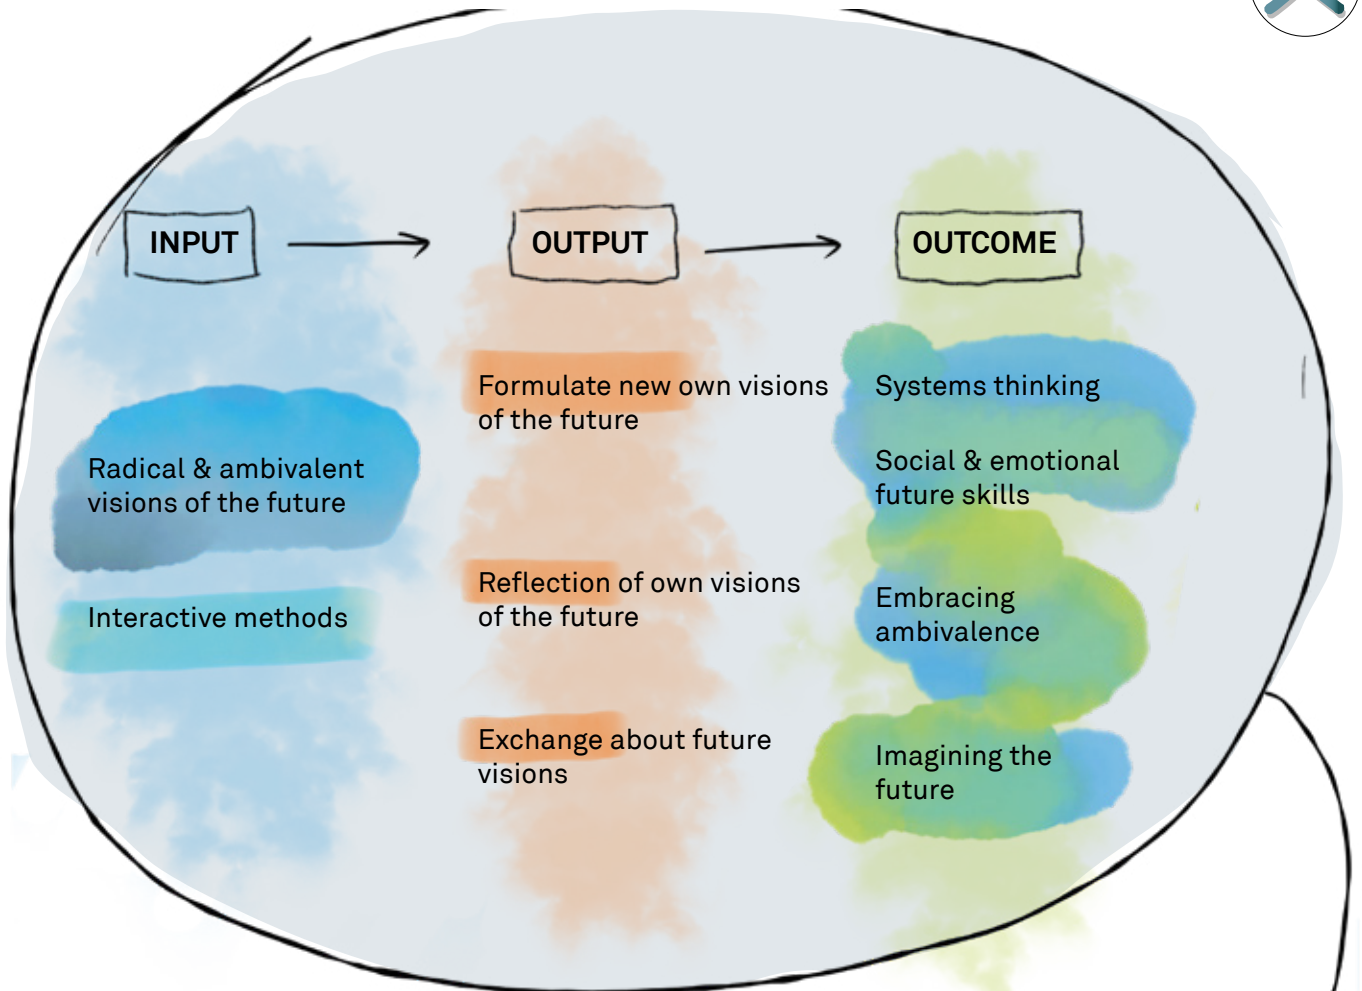 INPUT
OUTPUT
OUTCOME
Radical & ambivalent
visions of the future
Interactive methods
Formulate new own visions
of the future
Reflection of own visions
of the future
Exchange about future
visions
Systems thinking
Social & emotional
future skills
Embracing
ambivalence
Imagining the
future